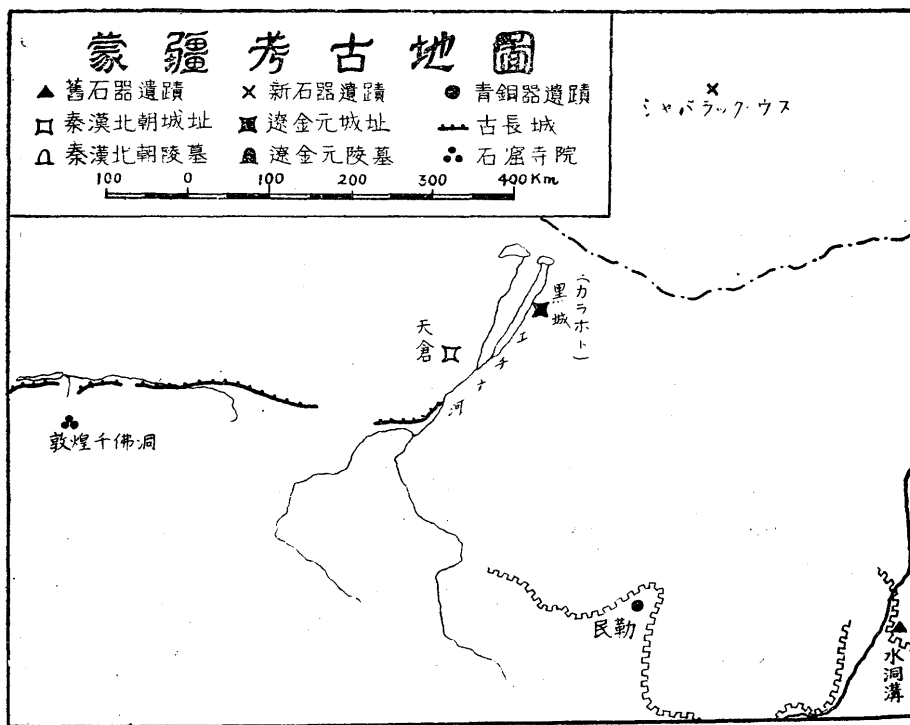 蒙疆考古地圖
▲ 舊石器遺蹟 × 新石器遺蹟 ● 青銅器遺蹟
秦漢北朝城址 遼金元城址 古長城
秦漢北朝陵墓 遼金元陵墓 石窟寺院
100 0 100 200 300 400 Km
シャバラック・ウス
黒城
(カラホト)
天倉
エチナ河
敦煌千佛洞
民勤
水洞溝